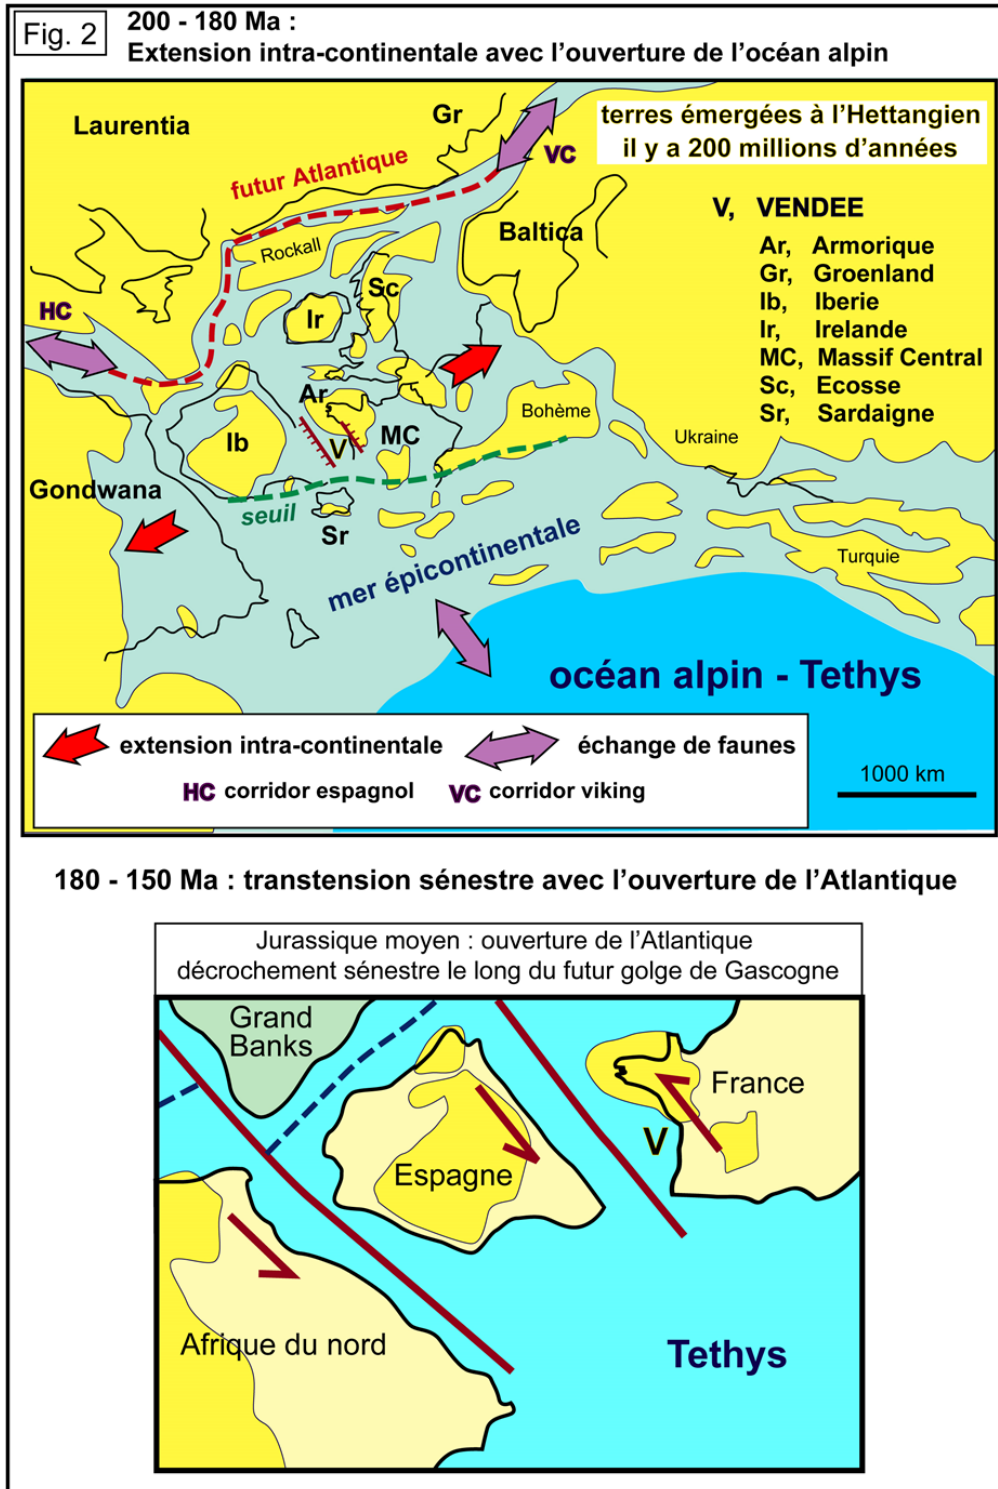 Fig. 2
200 - 180 Ma :
Extension intra-continentale avec l'ouverture de l'océan alpin
Laurentia
Gr
terres émergées à l'Hettangien
il y a 200 millions d'années
VC
futur Atlantique
V, VENDEE
Baltica
Rockall
Ar, Armorique
Gr, Groenland
Sc
Ib, Iberie
HC
Ir
Ir, Irelande
MC, Massif Central
Sc, Ecosse
Ar
Sr, Sardaigne
Bohème
Ib
V
MC
Ukraine
Gondwana
seuil
Sr
mer épicontinentale
Turquie
océan alpin - Tethys
extension intra-continentale
échange de faunes
HC corridor espagnol
VC corridor viking
1000 km
180 - 150 Ma : transtension sénestre avec l'ouverture de l'Atlantique
Jurassique moyen : ouverture de l'Atlantique
décrochement sénestre le long du futur golge de Gascogne
Grand
Banks
France
V
Espagne
Afrique du nord
Tethys